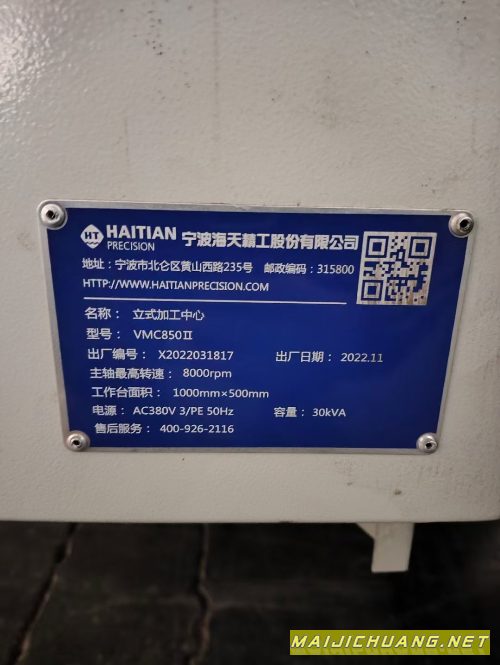 HT HAITIAN PRECISION 宁波海天精工股份有限公司
地址：宁波市北仑区黄山西路235号 邮政编码：315800
HTTP://WWW.HAITIANPRECISION.COM
名称： 立式加工中心
型号： VMC850Ⅱ
出厂编号： X2022031817 出厂日期： 2022.11
主轴最高转速： 8000rpm
工作台面积： 1000mm×500mm
电源： AC380V 3/PE 50Hz 容量： 30kVA
售后服务： 400-926-2116
MAIJICHUANG.NET